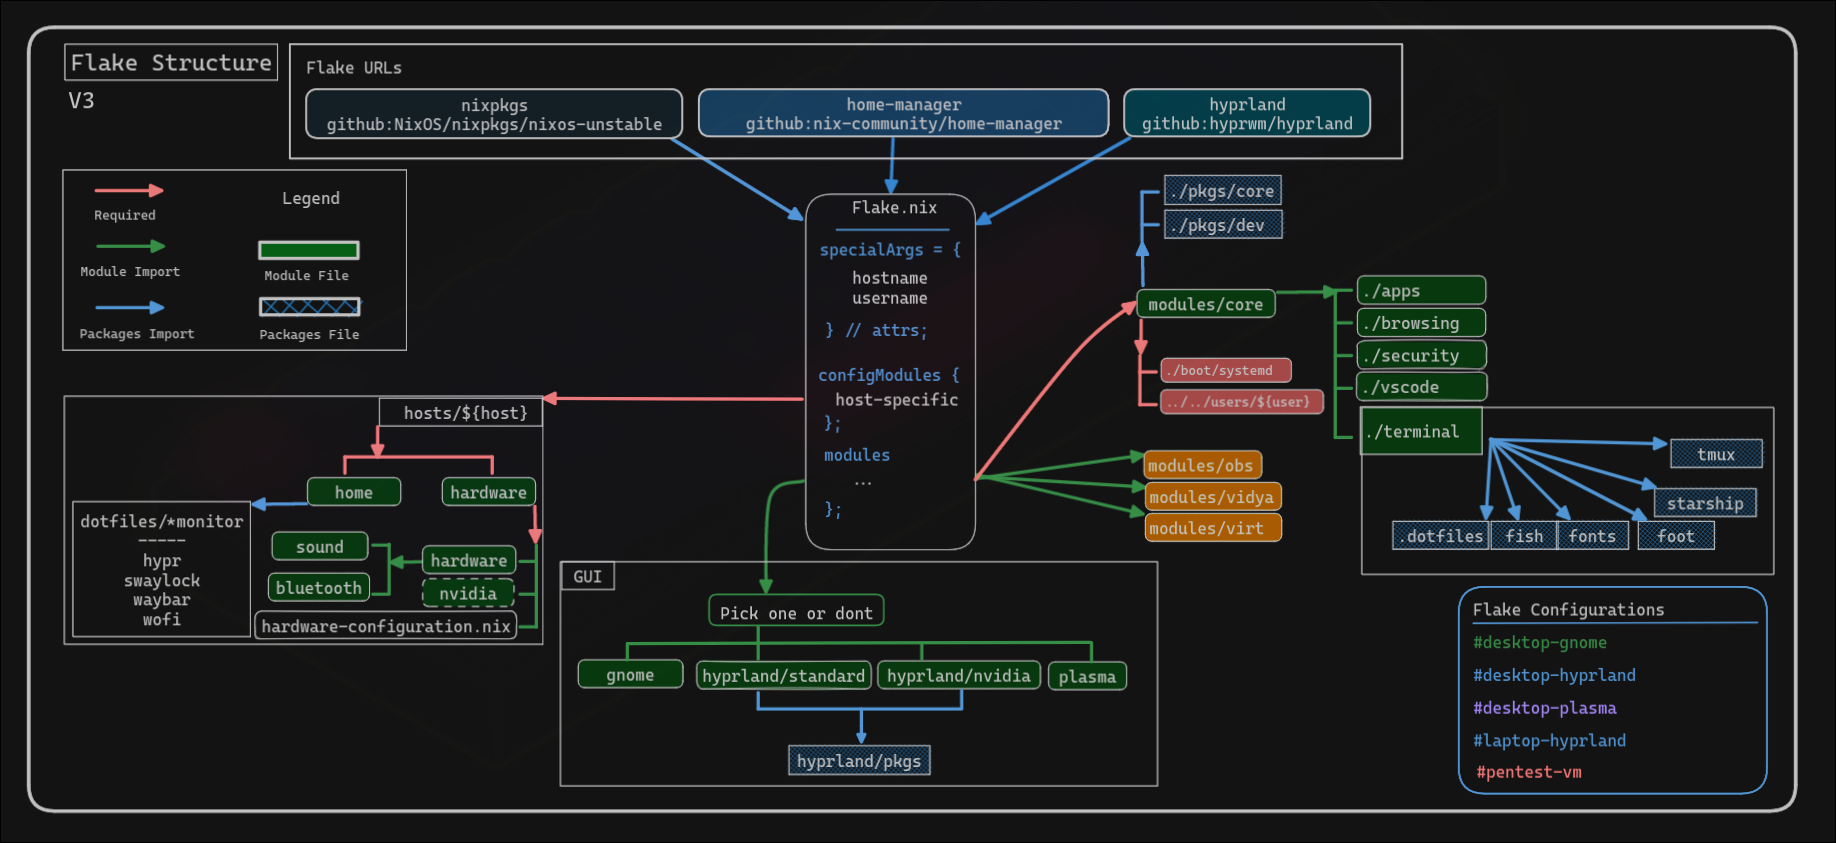 Flake Structure
V3
Flake URLs
nixpkgs
github:NixOS/nixpkgs/nixos-unstable
home-manager
github:nix-community/home-manager
hyprland
github:hyprwm/hyprland
Legend
Required
Module Import
Module File
Packages Import
Packages File
Flake.nix
specialArgs = {
hostname
username
} // attrs;
configModules {
host-specific
};
modules
...
};
./pkgs/core
./pkgs/dev
modules/core
./boot/systemd
../../users/${user}
./apps
./browsing
./security
./vscode
./terminal
tmux
starship
.dotfiles
fish
fonts
foot
modules/obs
modules/vidya
modules/virt
hosts/${host}
home
hardware
dotfiles/*monitor
-----
hypr
swaylock
waybar
wofi
sound
bluetooth
hardware
nvidia
hardware-configuration.nix
GUI
Pick one or dont
gnome
hyprland/standard
hyprland/nvidia
plasma
hyprland/pkgs
Flake Configurations
#desktop-gnome
#desktop-hyprland
#desktop-plasma
#laptop-hyprland
#pentest-vm